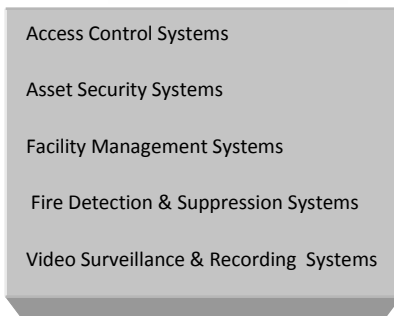 Access Control Systems
Asset Security Systems
Facility Management Systems
Fire Detection & Suppression Systems
Video Surveillance & Recording Systems